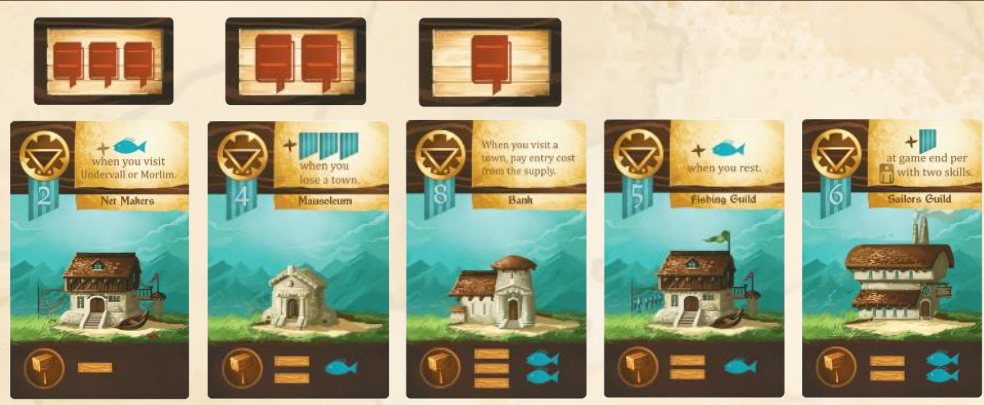 when you visit
Undervall or Morlim.
2
Net Makers
when you
lose a town.
4
Mausoleum
When you visit a
town, pay entry cost
from the supply.
8
Bank
when you rest.
5
Fishing Guild
at game end per
with two skills.
6
Sailors Guild